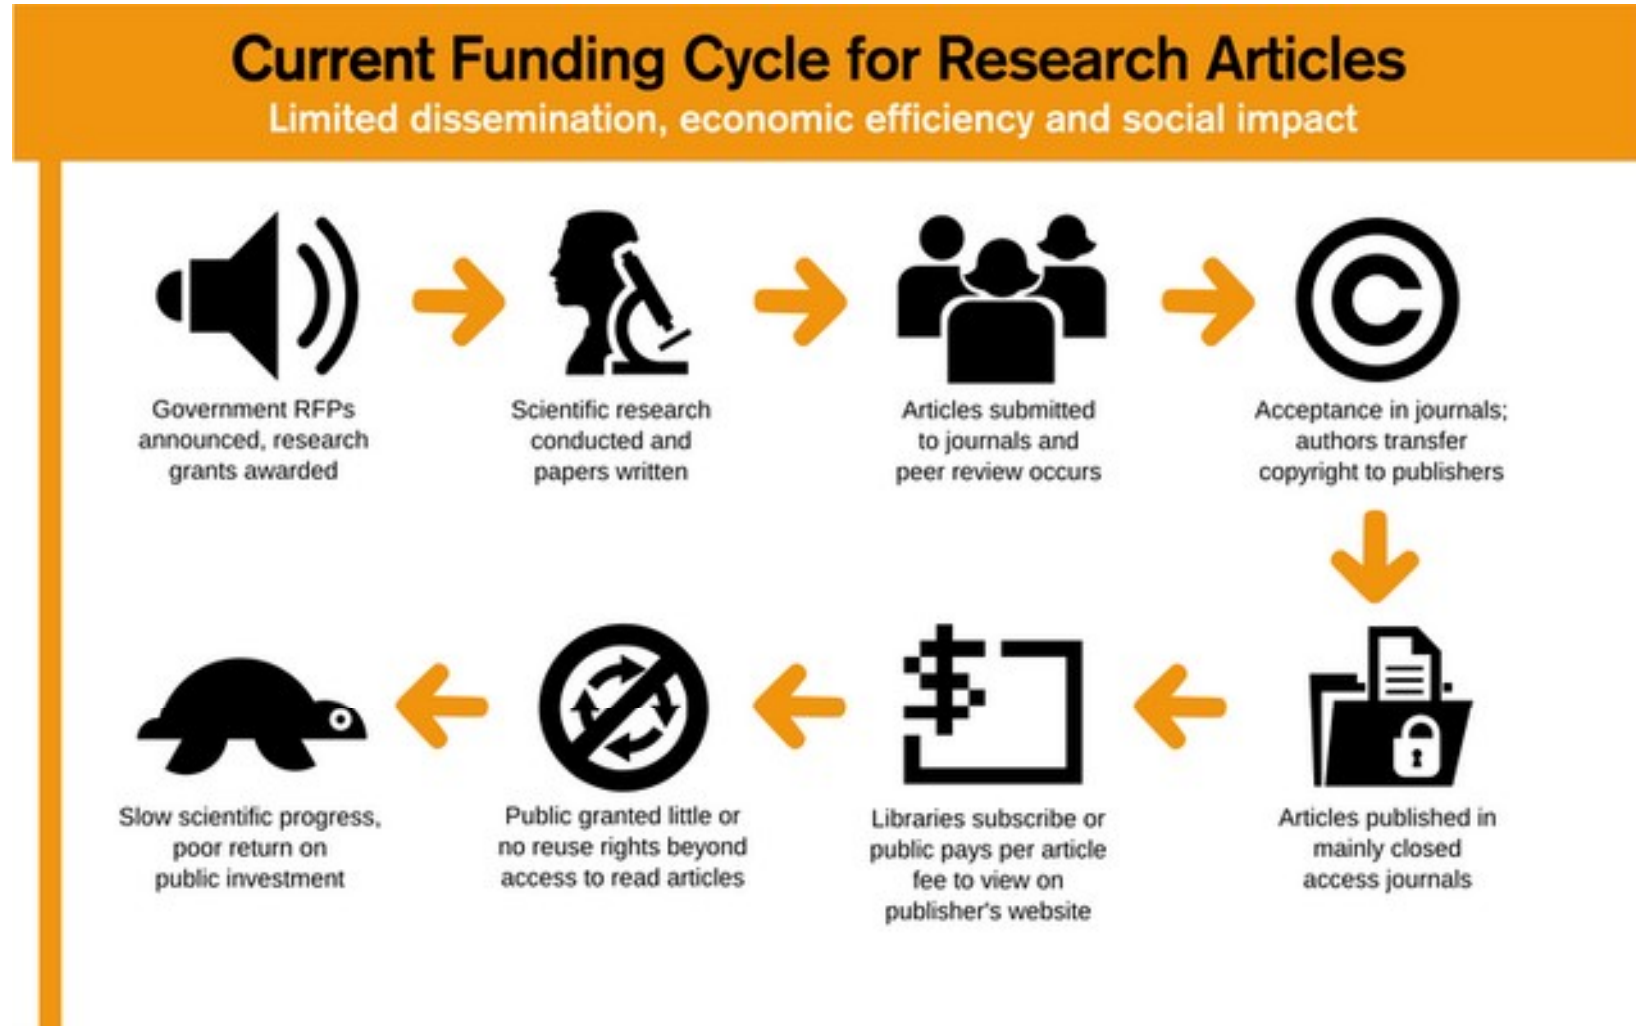 Current Funding Cycle for Research Articles
Limited dissemination, economic efficiency and social impact
Government RFPs
announced, research
grants awarded
Scientific research
conducted and
papers written
Articles submitted
to journals and
peer review occurs
Acceptance in journals;
authors transfer
copyright to publishers
Articles published in
mainly closed
access journals
Libraries subscribe or
public pays per article
fee to view on
publisher's website
Public granted little or
no reuse rights beyond
access to read articles
Slow scientific progress,
poor return on
public investment